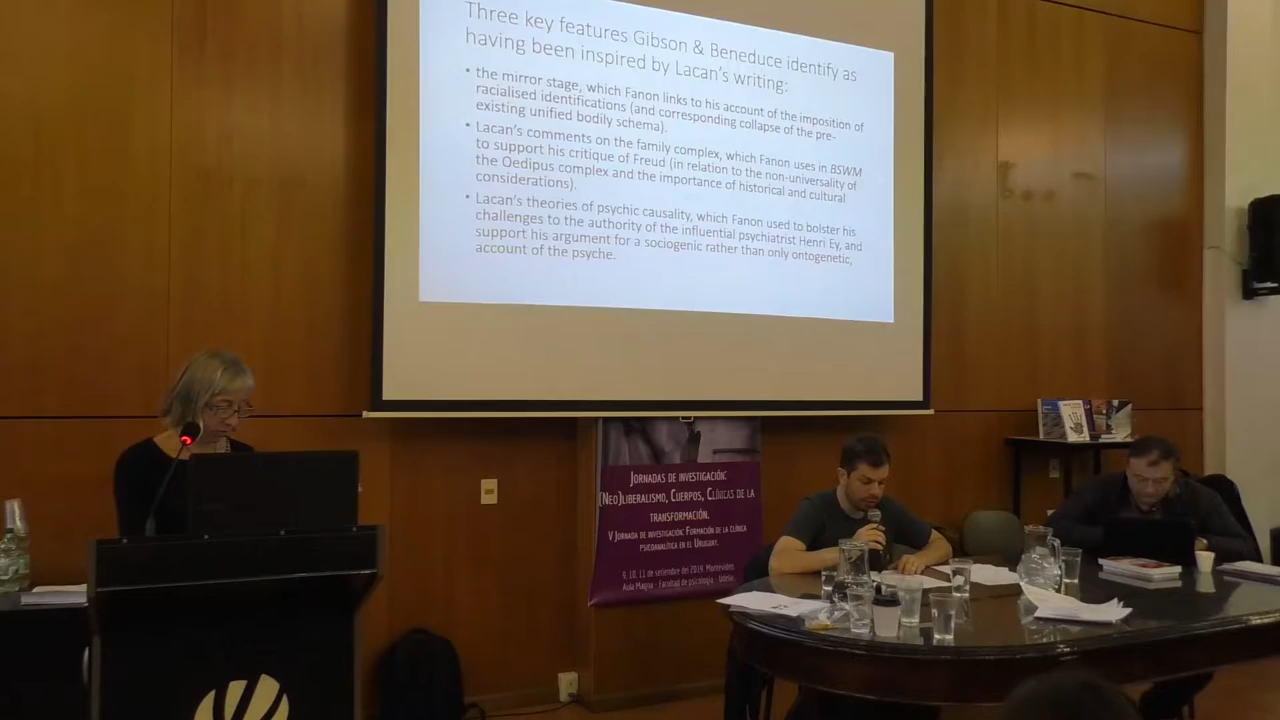 Three key features Gibson & Beneduce identify as
having been inspired by Lacan's writing:
• the mirror stage, which Fanon links to his account of the imposition of
racialised identifications (and corresponding collapse of the pre-
existing unified bodily schema).
• Lacan's comments on the family complex, which Fanon uses in BSWM
to support his critique of Freud (in relation to the non-universality of
the Oedipus complex and the importance of historical and cultural
considerations).
• Lacan's theories of psychic causality, which Fanon used to bolster his
challenges to the authority of the influential psychiatrist Henri Ey, and
support his argument for a sociogenic rather than only ontogenetic,
account of the psyche.
Jornadas de investigación:
(Neo)liberalismo, Cuerpos, Clínicas de la
transformación.
V Jornada de investigación: Formación de la clínica
psicoanalítica en el Uruguay.
9, 10, 11 de setiembre del 2019. Montevideo
Aula Magna - Facultad de psicología - Udelar